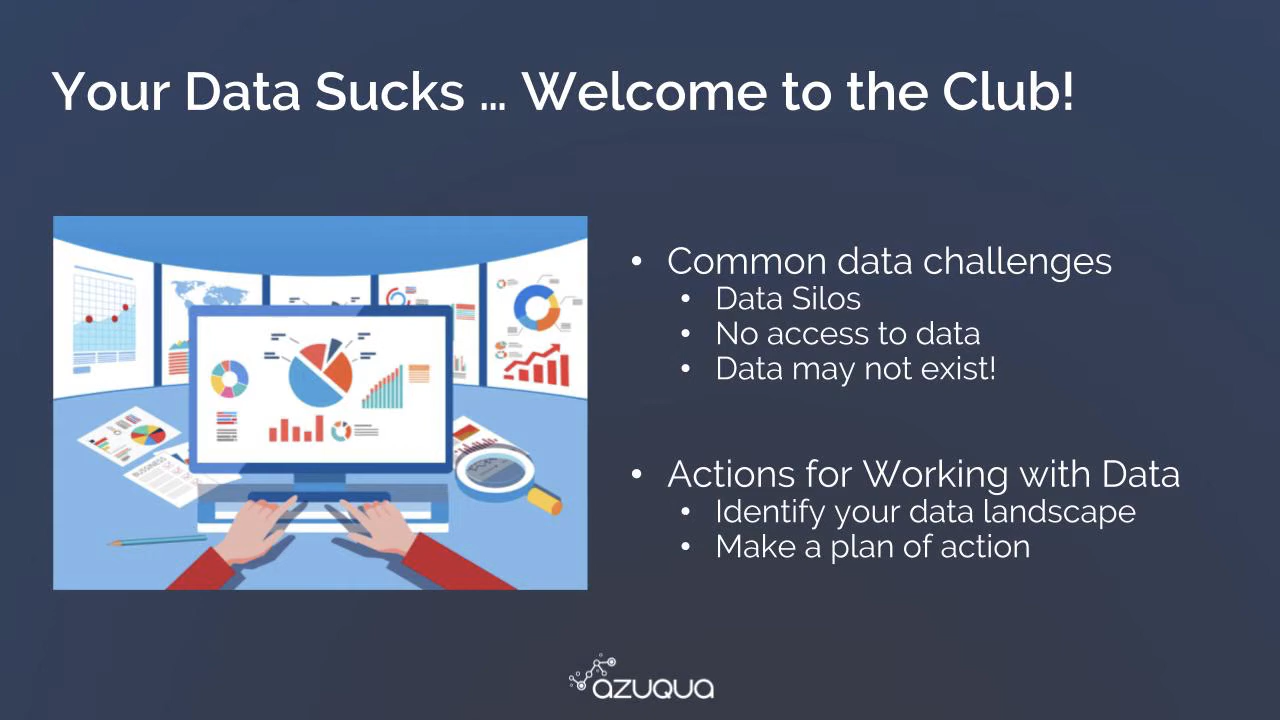 Your Data Sucks ... Welcome to the Club!
• Common data challenges
• Data Silos
• No access to data
• Data may not exist!
• Actions for Working with Data
• Identify your data landscape
• Make a plan of action
BUSSINESS
azuqua